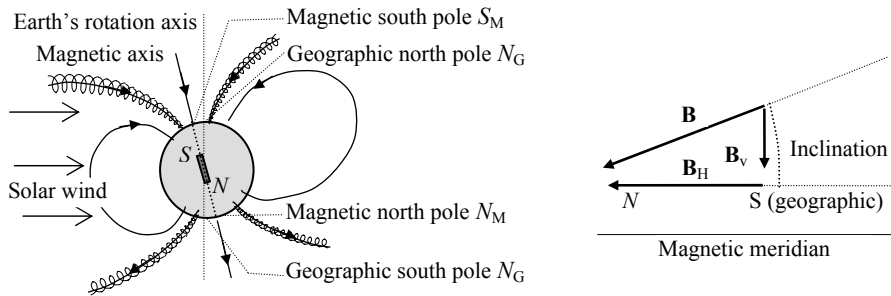 Earth's rotation axis
Magnetic axis
Magnetic south pole S_M
Geographic north pole N_G
Solar wind
S
N
Magnetic north pole N_M
Geographic south pole N_G
B
B_v
Inclination
B_H
N
S (geographic)
Magnetic meridian